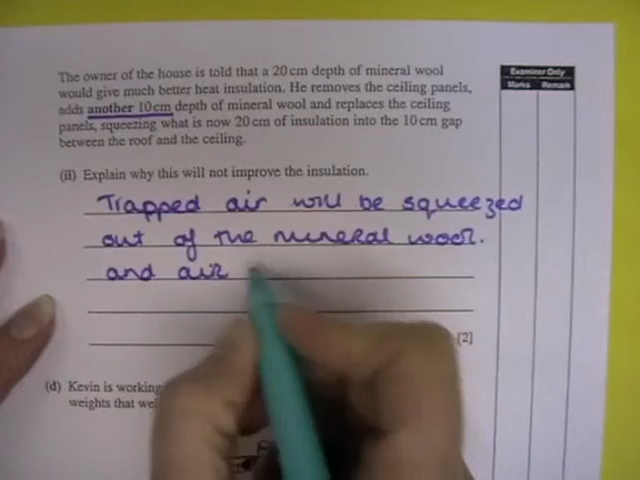 The owner of the house is told that a 20 cm depth of mineral wool
would give much better heat insulation. He removes the ceiling panels,
adds another 10 cm depth of mineral wool and replaces the ceiling
panels, squeezing what is now 20 cm of insulation into the 10 cm gap
between the roof and the ceiling.
Examiner Only
Marks Remark
(ii) Explain why this will not improve the insulation.
Trapped air will be squeezed
out of the mineral wool.
and air
[2]
(d) Kevin is working
weights that